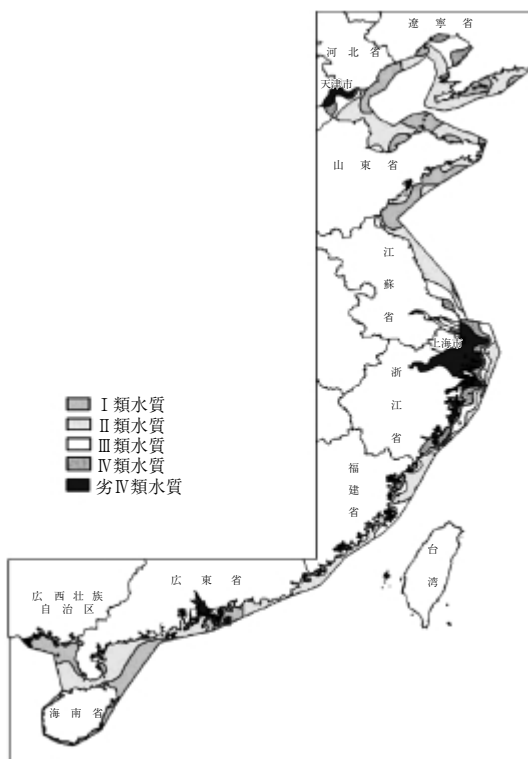 遼寧省
河北省
天津市
山東省
江蘇省
上海市
浙江省
Ⅰ類水質
Ⅱ類水質
Ⅲ類水質
Ⅳ類水質
劣Ⅳ類水質
福建省
台湾
広東省
広西壮族
自治区
海南省